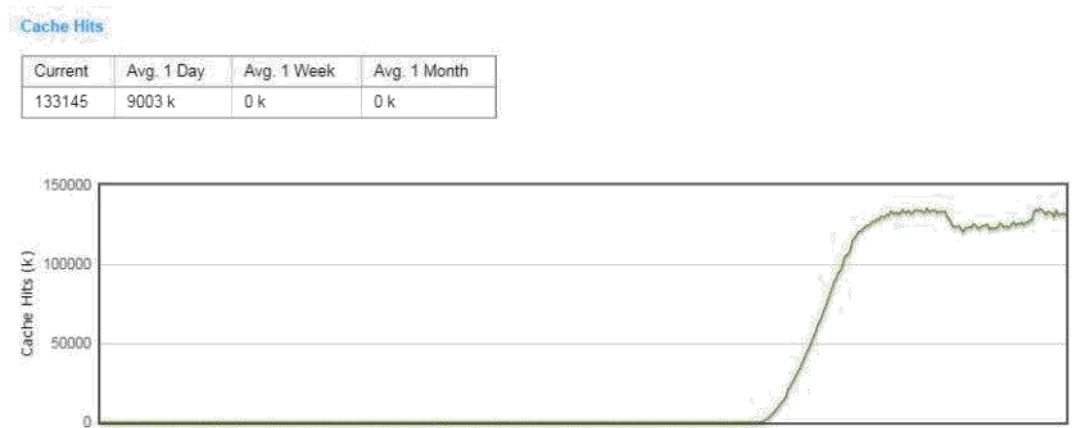 Cache Hits
Current Avg. 1 Day Avg. 1 Week Avg. 1 Month
133145 9003 k 0 k 0 k
150000
100000
50000
0
Cache Hits (k)